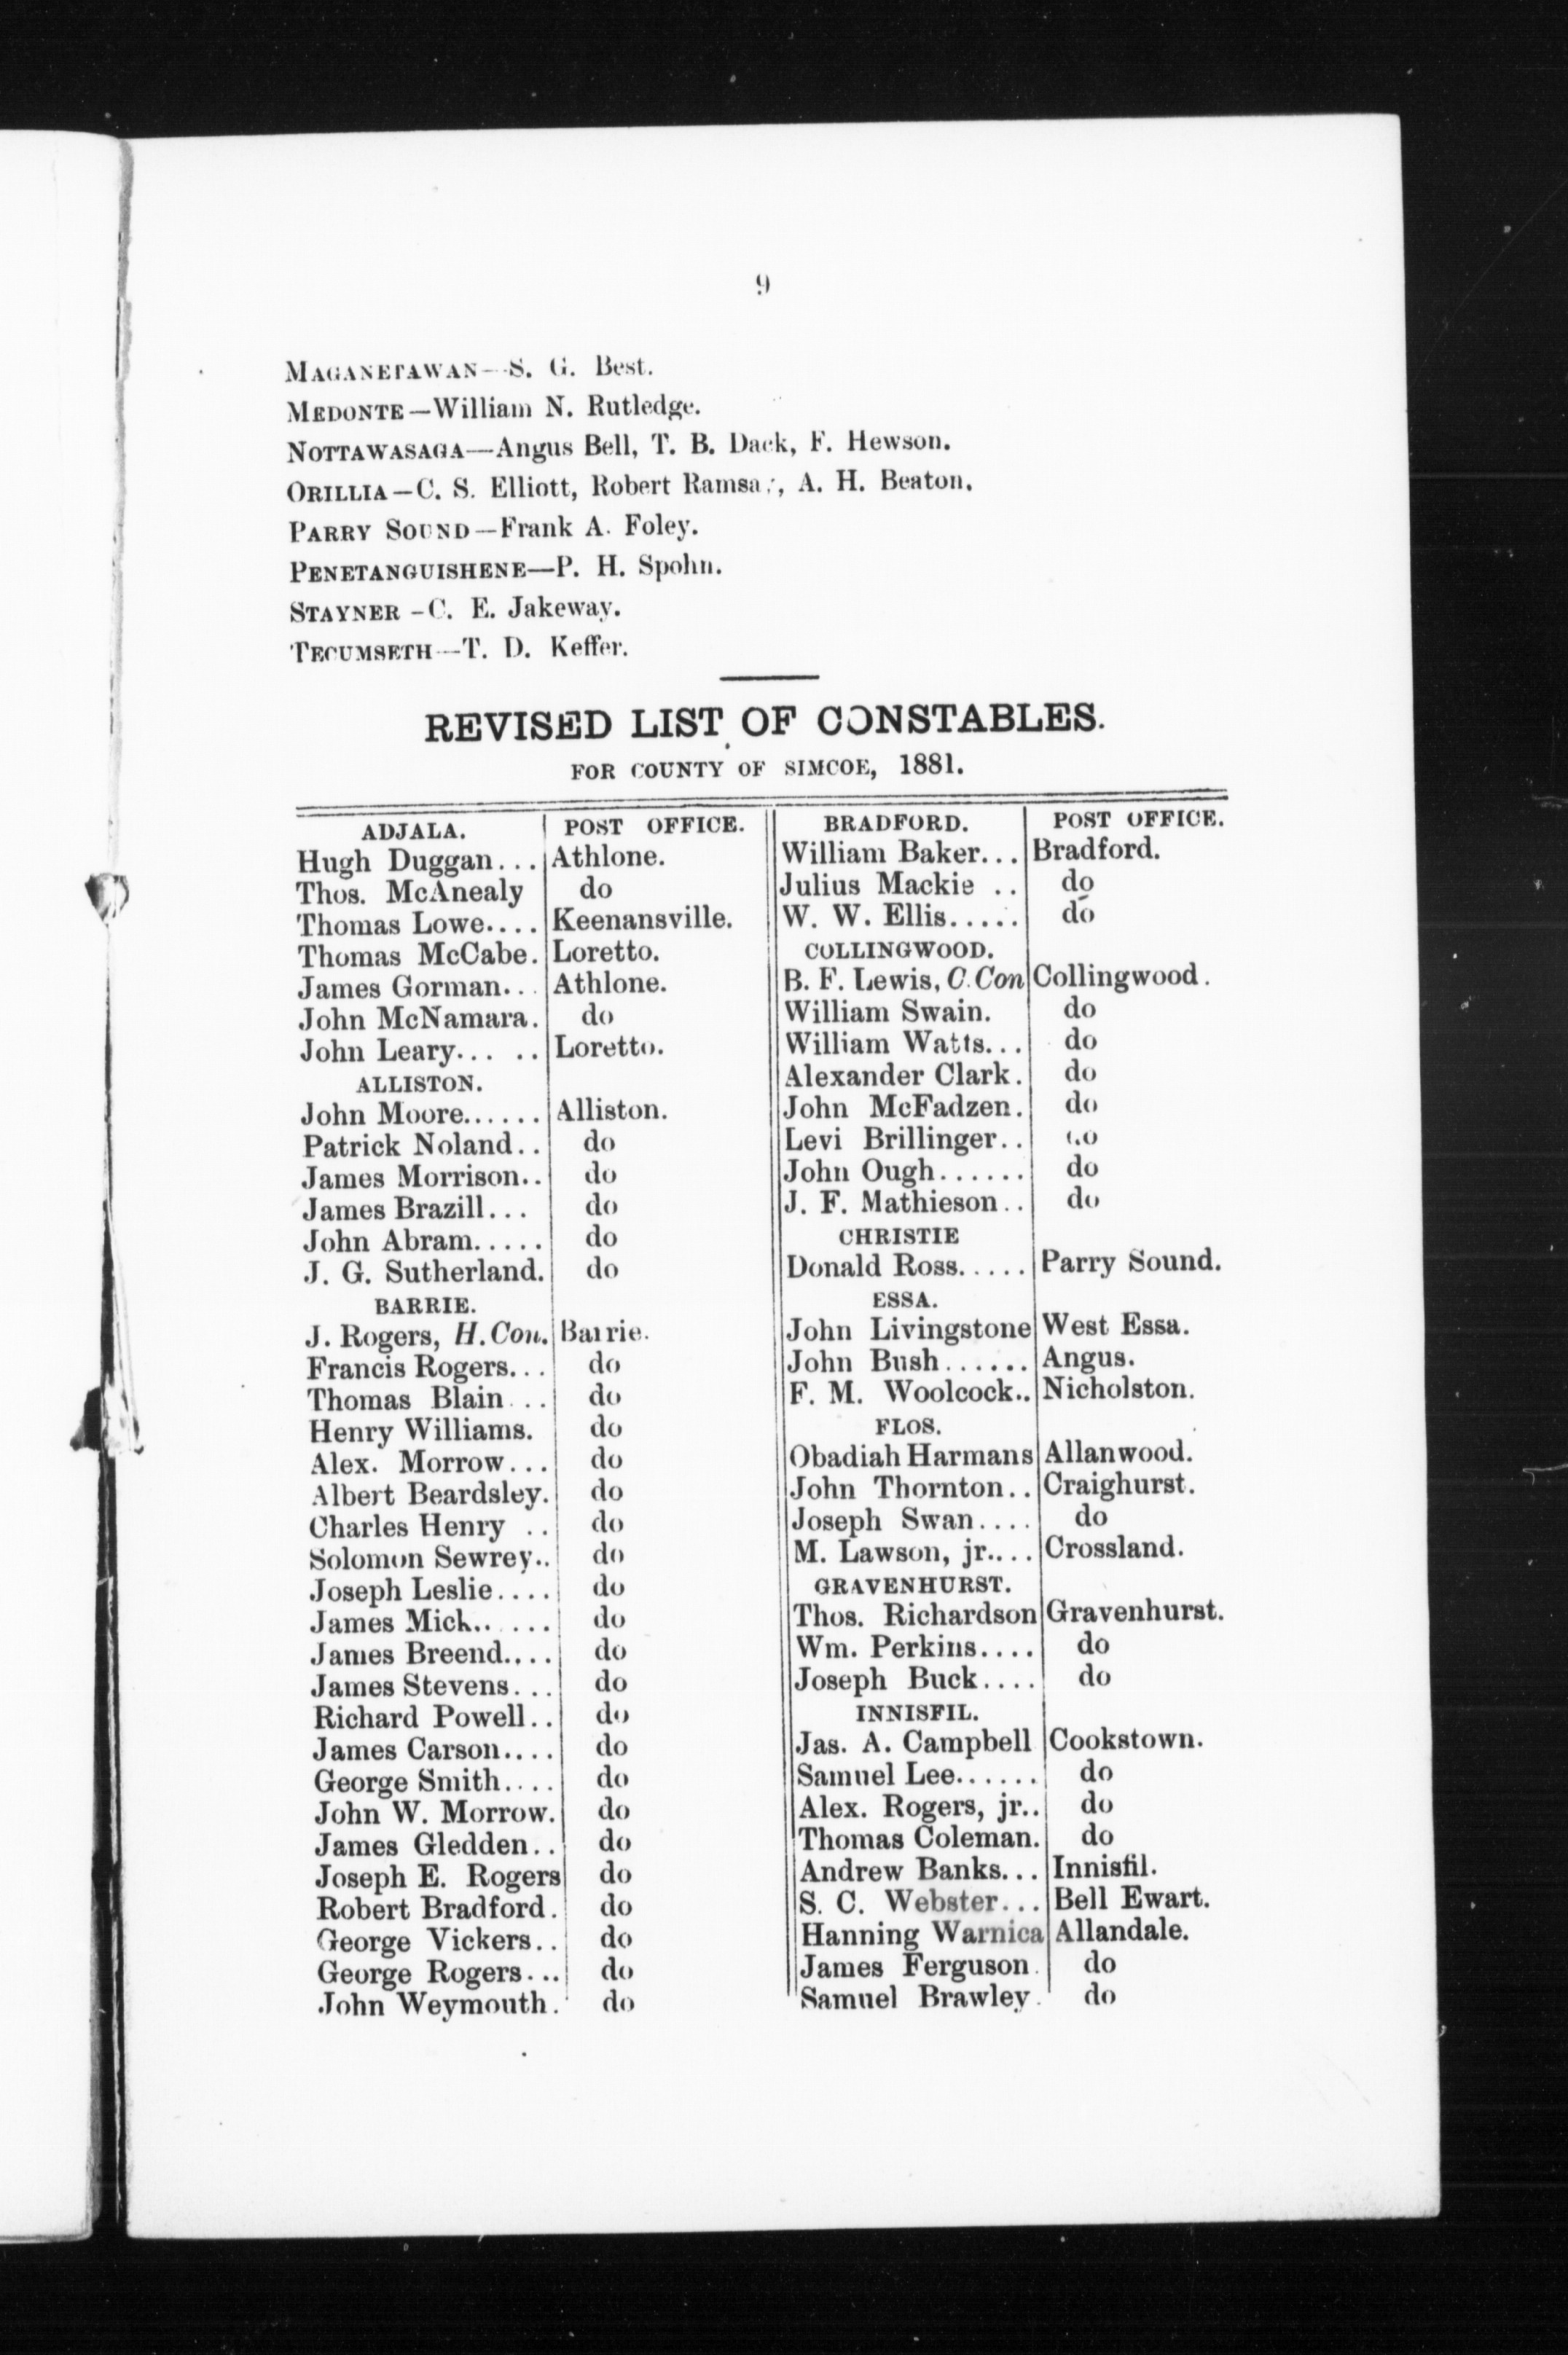 9
MAGANETAWAN—S. G. Best.
MEDONTE—William N. Rutledge.
NOTTAWASAGA—Angus Bell, T. B. Dack, F. Hewson.
ORILLIA—C. S. Elliott, Robert Ramsay, A. H. Beaton.
PARRY SOUND—Frank A. Foley.
PENETANGUISHENE—P. H. Spohn.
STAYNER—C. E. Jakeway.
TECUMSETH—T. D. Keffer.
REVISED LIST OF CONSTABLES.
FOR COUNTY OF SIMCOE, 1881.
ADJALA. POST OFFICE.
Hugh Duggan... Athlone.
Thos. McAnealy do
Thomas Lowe.... Keenansville.
Thomas McCabe. Loretto.
James Gorman... Athlone.
John McNamara. do
John Leary... .. Loretto.
ALLISTON.
John Moore...... Alliston.
Patrick Noland.. do
James Morrison.. do
James Brazill... do
John Abram..... do
J. G. Sutherland. do
BARRIE.
J. Rogers, H. Con. Barrie.
Francis Rogers... do
Thomas Blain ... do
Henry Williams. do
Alex. Morrow... do
Albert Beardsley. do
Charles Henry .. do
Solomon Sewrey.. do
Joseph Leslie.... do
James Mick.. ... do
James Breend.... do
James Stevens... do
Richard Powell.. do
James Carson.... do
George Smith.... do
John W. Morrow. do
James Gledden.. do
Joseph E. Rogers do
Robert Bradford. do
George Vickers.. do
George Rogers... do
John Weymouth. do
BRADFORD. POST OFFICE.
William Baker... Bradford.
Julius Mackie .. do
W. W. Ellis..... do
COLLINGWOOD.
B. F. Lewis, C. Con Collingwood.
William Swain. do
William Watts... do
Alexander Clark. do
John McFadzen. do
Levi Brillinger.. do
John Ough...... do
J. F. Mathieson.. do
CHRISTIE
Donald Ross..... Parry Sound.
ESSA.
John Livingstone West Essa.
John Bush...... Angus.
F. M. Woolcock.. Nicholston.
FLOS.
Obadiah Harmans Allanwood.
John Thornton.. Craighurst.
Joseph Swan.... do
M. Lawson, jr.... Crossland.
GRAVENHURST.
Thos. Richardson Gravenhurst.
Wm. Perkins.... do
Joseph Buck.... do
INNISFIL.
Jas. A. Campbell Cookstown.
Samuel Lee...... do
Alex. Rogers, jr.. do
Thomas Coleman. do
Andrew Banks... Innisfil.
S. C. Webster... Bell Ewart.
Hanning Warnica Allandale.
James Ferguson. do
Samuel Brawley. do